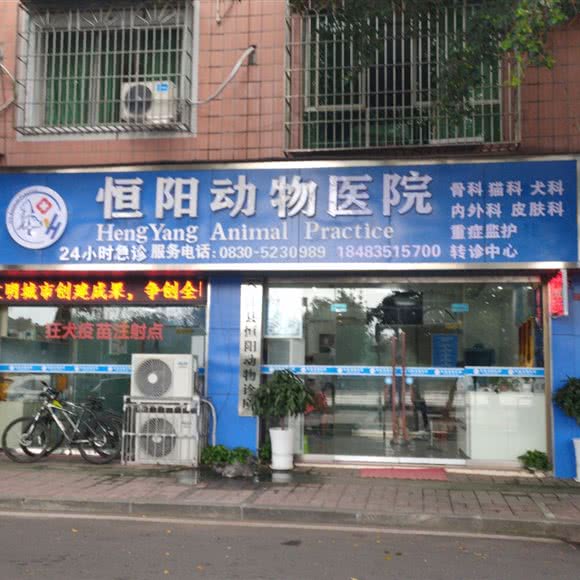 恒阳动物医院
HengYang Animal Practice
24小时急诊 服务电话:0830-5230989 18483515700
骨科 猫科 犬科
内外科 皮肤科
重症监护
转诊中心
明城市创建成果，争创全
狂犬疫苗注射点
县恒阳动物诊所